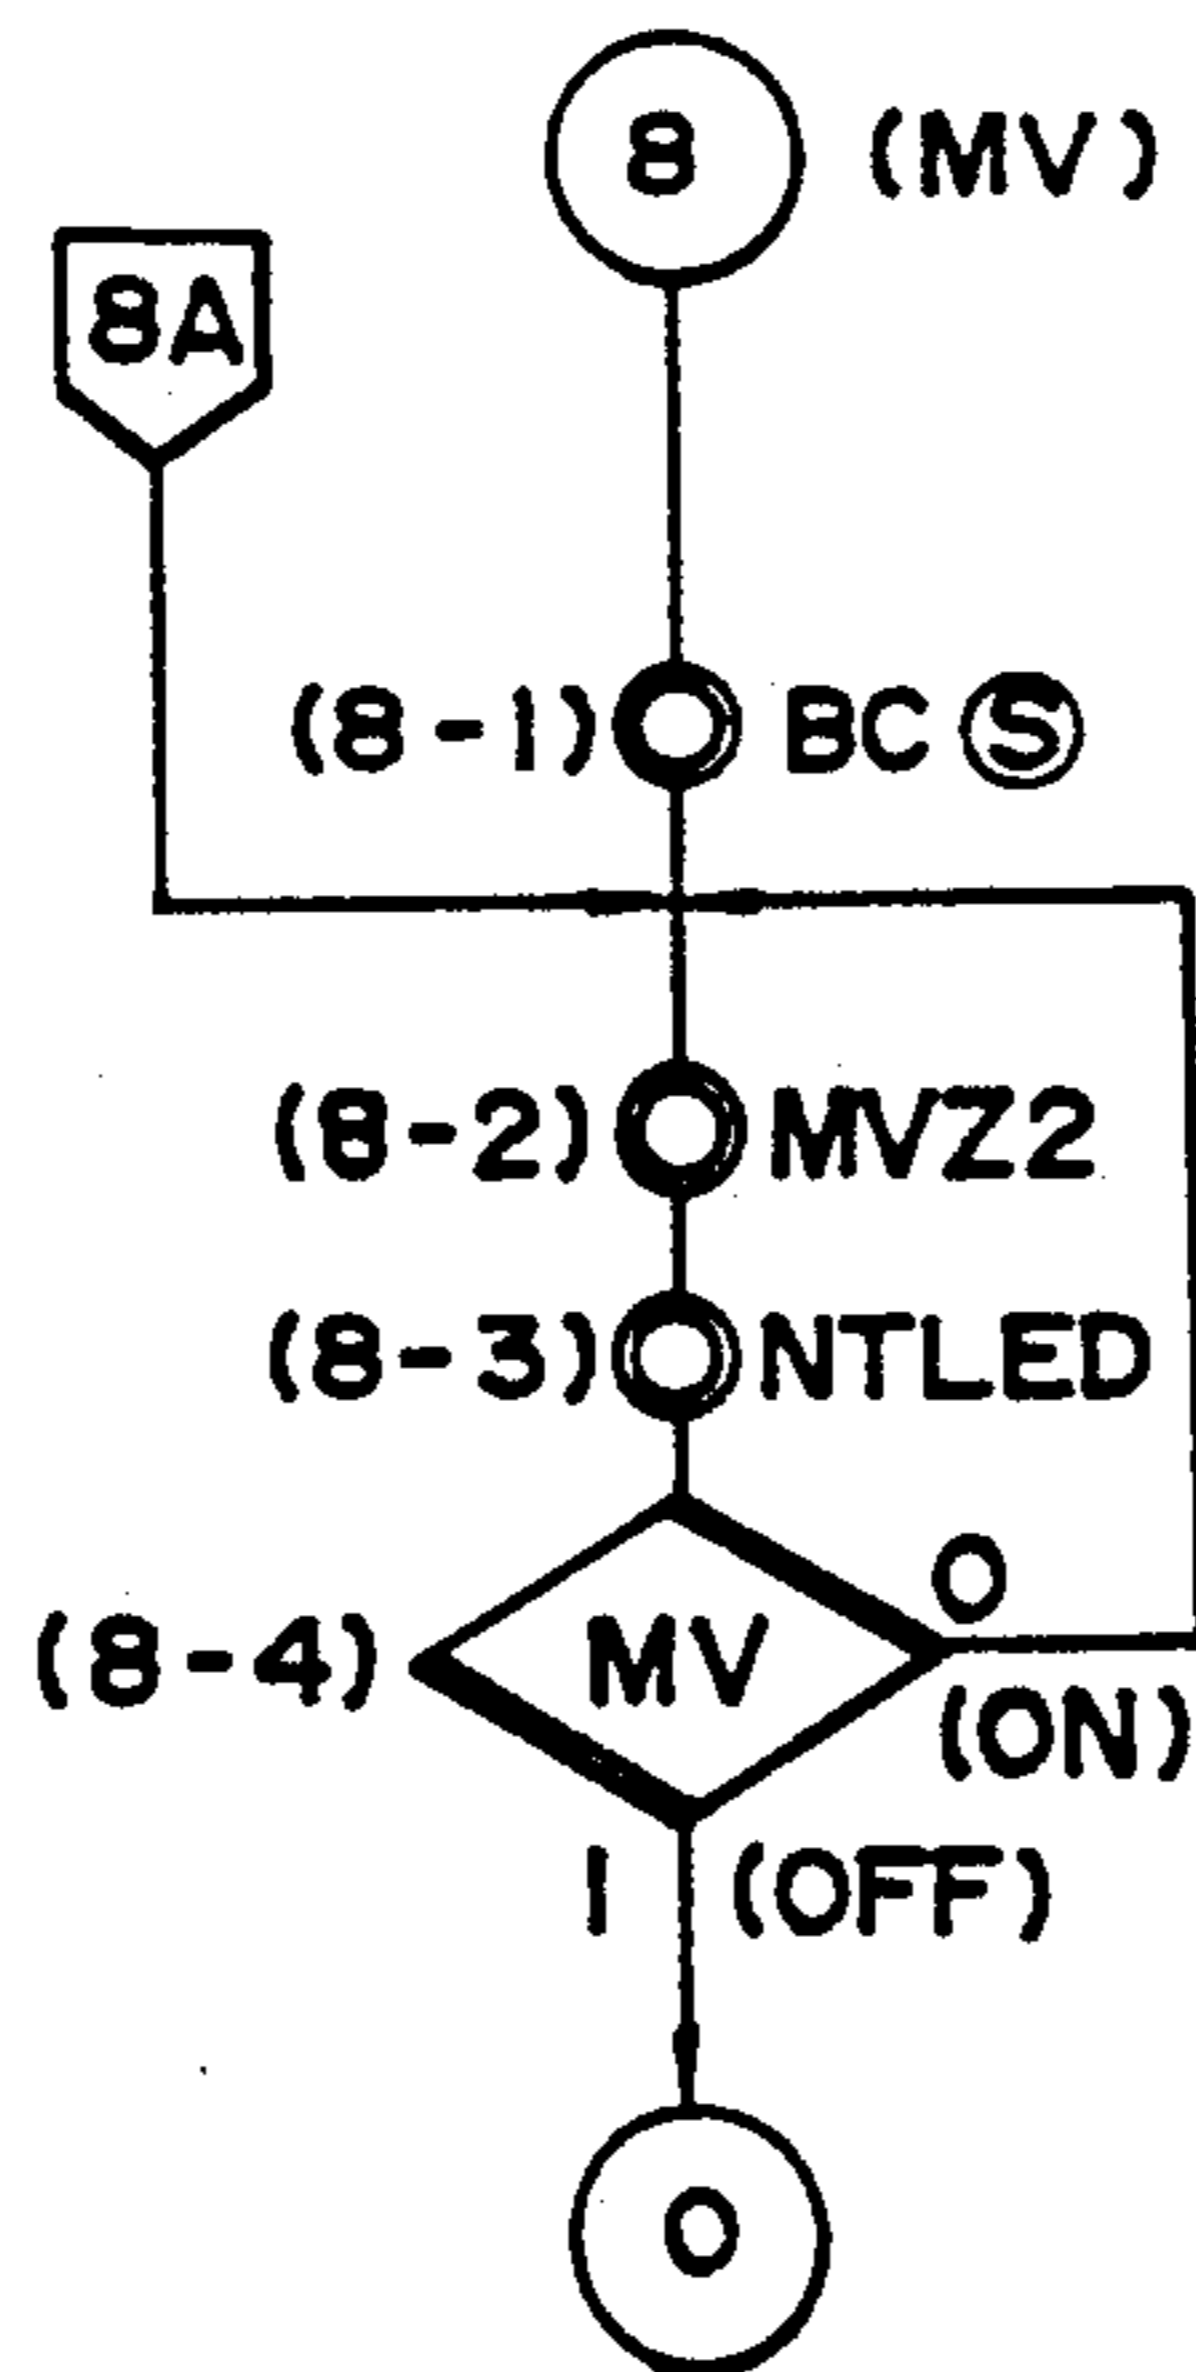 8 (MV)
8A
(8-1) BC Ⓢ
(8-2) MVZ2
(8-3) NTLED
0
(8-4) MV
(ON)
1 (OFF)
0